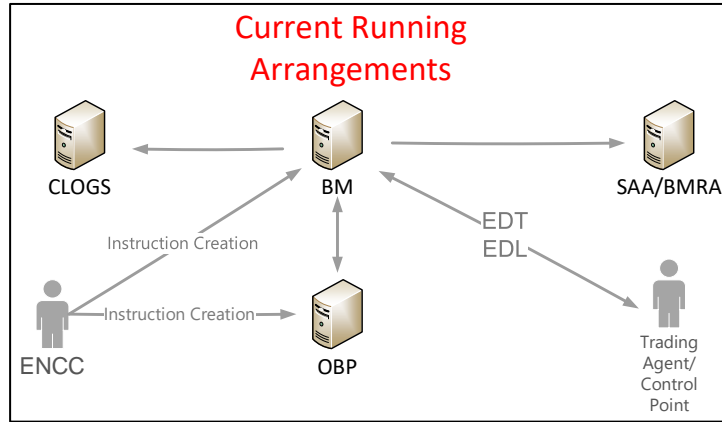 Current Running
Arrangements
CLOGS
BM
SAA/BMRA
Instruction Creation
EDT
EDL
Instruction Creation
ENCC
OBP
Trading
Agent/
Control
Point